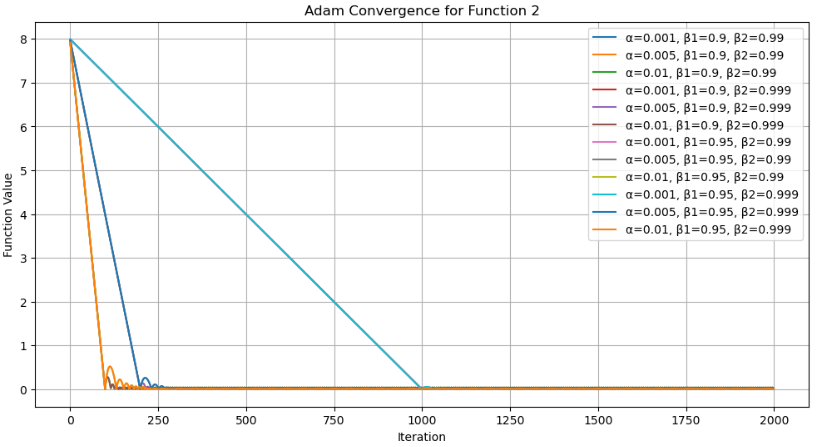 Adam Convergence for Function 2
α=0.001, β1=0.9, β2=0.99
α=0.005, β1=0.9, β2=0.99
α=0.01, β1=0.9, β2=0.99
α=0.001, β1=0.9, β2=0.999
α=0.005, β1=0.9, β2=0.999
α=0.01, β1=0.9, β2=0.999
α=0.001, β1=0.95, β2=0.99
α=0.005, β1=0.95, β2=0.99
α=0.01, β1=0.95, β2=0.99
α=0.001, β1=0.95, β2=0.999
α=0.005, β1=0.95, β2=0.999
α=0.01, β1=0.95, β2=0.999
Function Value
8
7
6
5
4
3
2
1
0
0 250 500 750 1000 1250 1500 1750 2000
Iteration